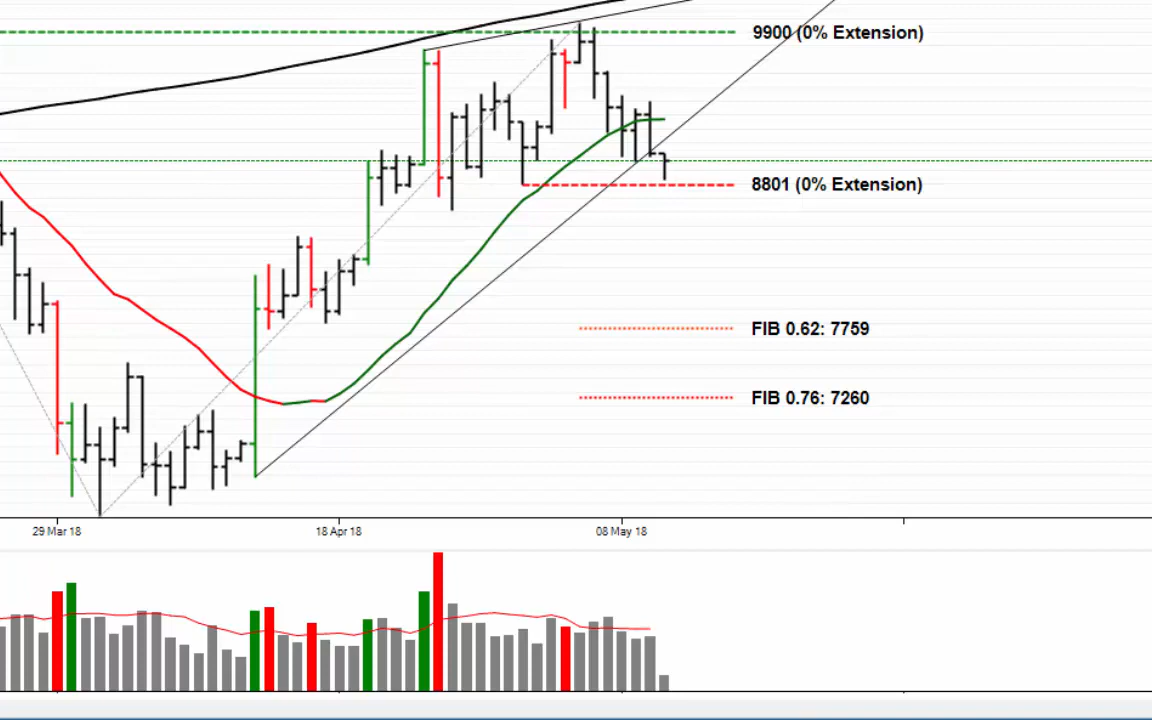 9900 (0% Extension)
8801 (0% Extension)
FIB 0.62: 7759
FIB 0.76: 7260
29 Mar 18
18 Apr 18
08 May 18